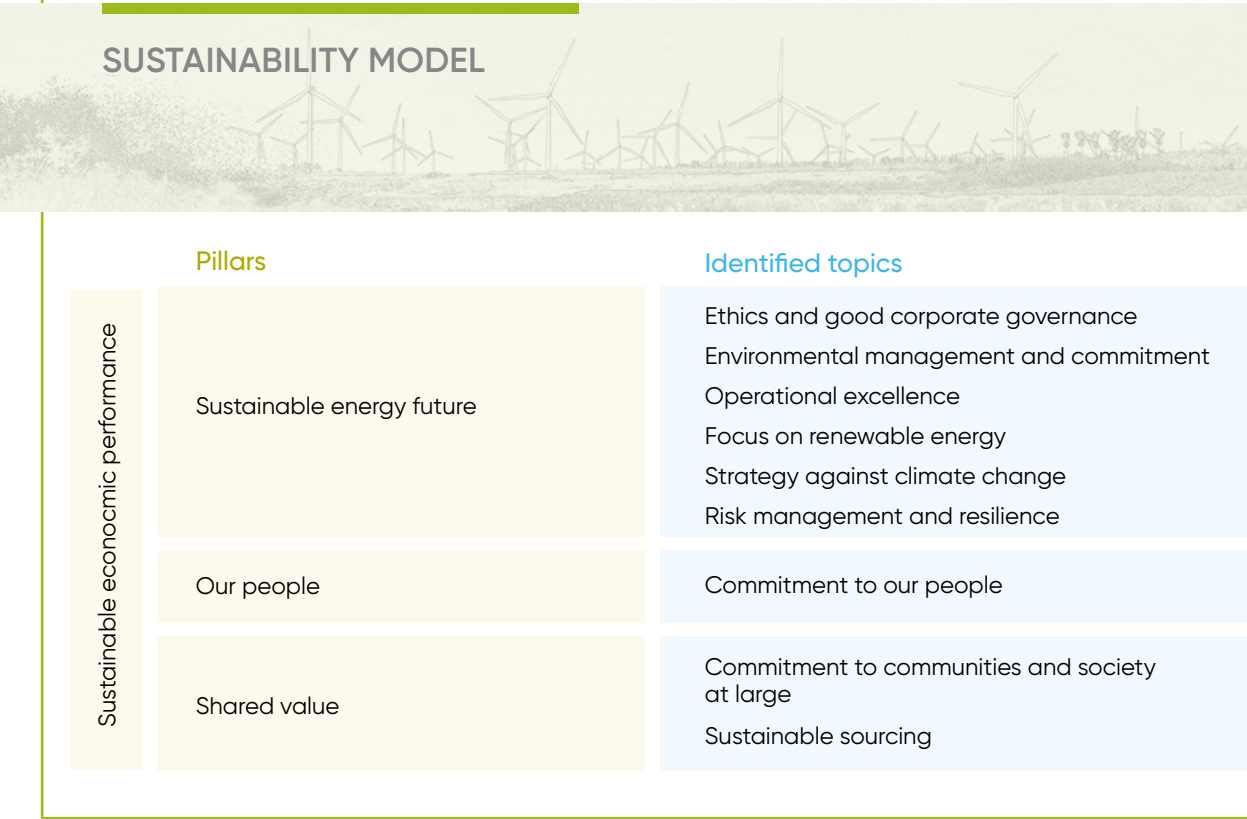 SUSTAINABILITY MODEL
Pillars
Identified topics
Sustainable econocmic performance
Sustainable energy future
Ethics and good corporate governance
Environmental management and commitment
Operational excellence
Focus on renewable energy
Strategy against climate change
Risk management and resilience
Our people
Commitment to our people
Shared value
Commitment to communities and society
at large
Sustainable sourcing